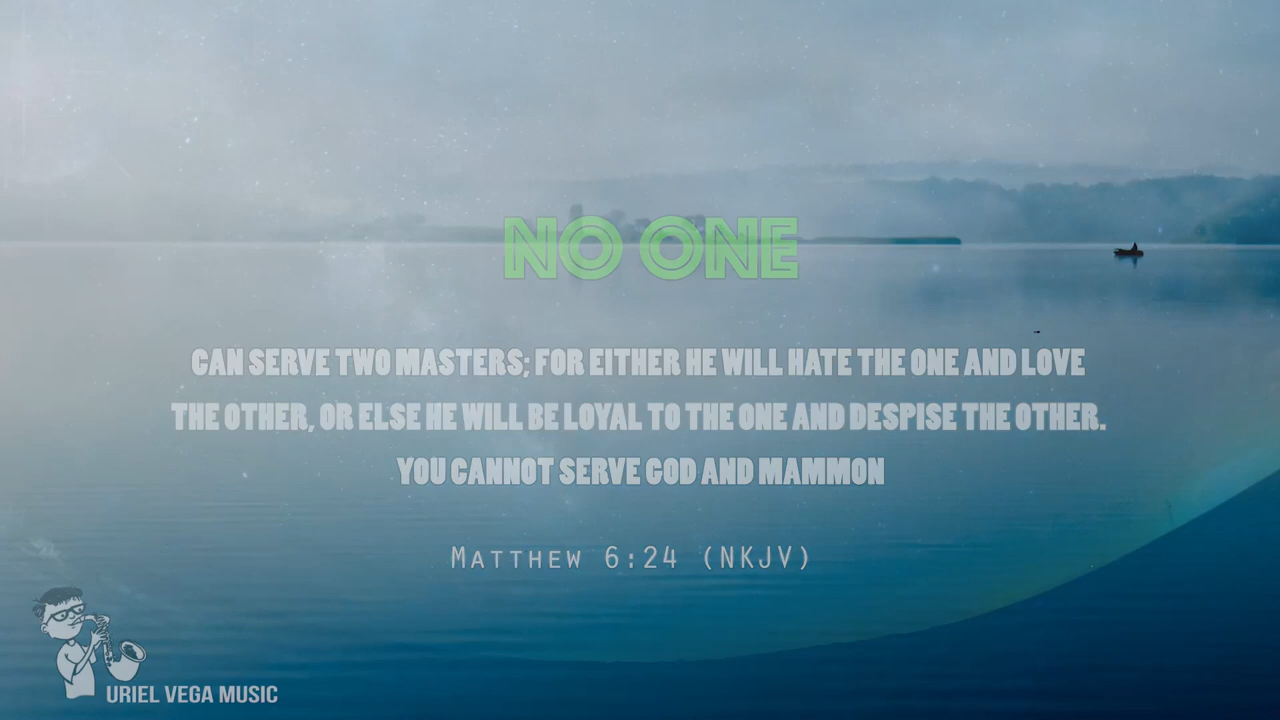 NO ONE
CAN SERVE TWO MASTERS; FOR EITHER HE WILL HATE THE ONE AND LOVE
THE OTHER, OR ELSE HE WILL BE LOYAL TO THE ONE AND DESPISE THE OTHER.
YOU CANNOT SERVE GOD AND MAMMON
MATTHEW 6:24 (NKJV)
URIEL VEGA MUSIC